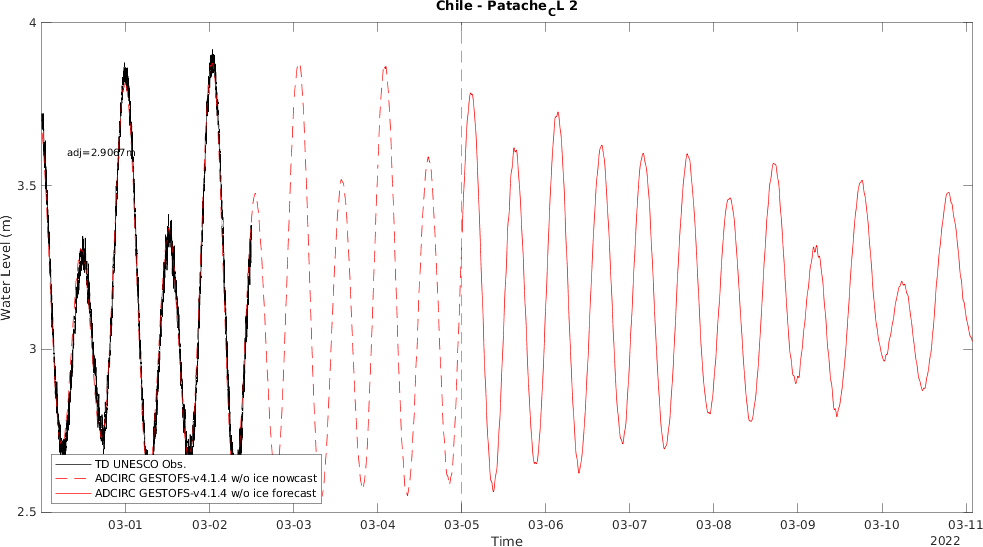 Chile - Patache_CL 2
4
3.5
3
2.5
Water Level (m)
adj=2.9067m
TD UNESCO Obs.
ADCIRC GESTOFS-v4.1.4 w/o ice nowcast
ADCIRC GESTOFS-v4.1.4 w/o ice forecast
03-01 03-02 03-03 03-04 03-05 03-06 03-07 03-08 03-09 03-10 03-11
Time
2022